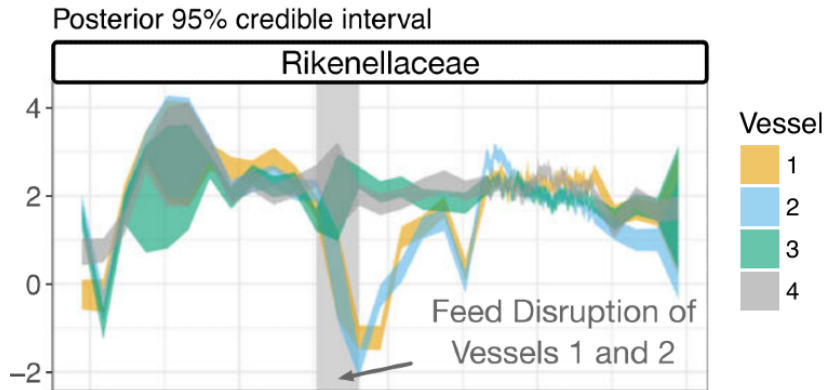 Posterior 95% credible interval
Rikenellaceae
4
2
0
−2
Feed Disruption of
Vessels 1 and 2
Vessel
1
2
3
4